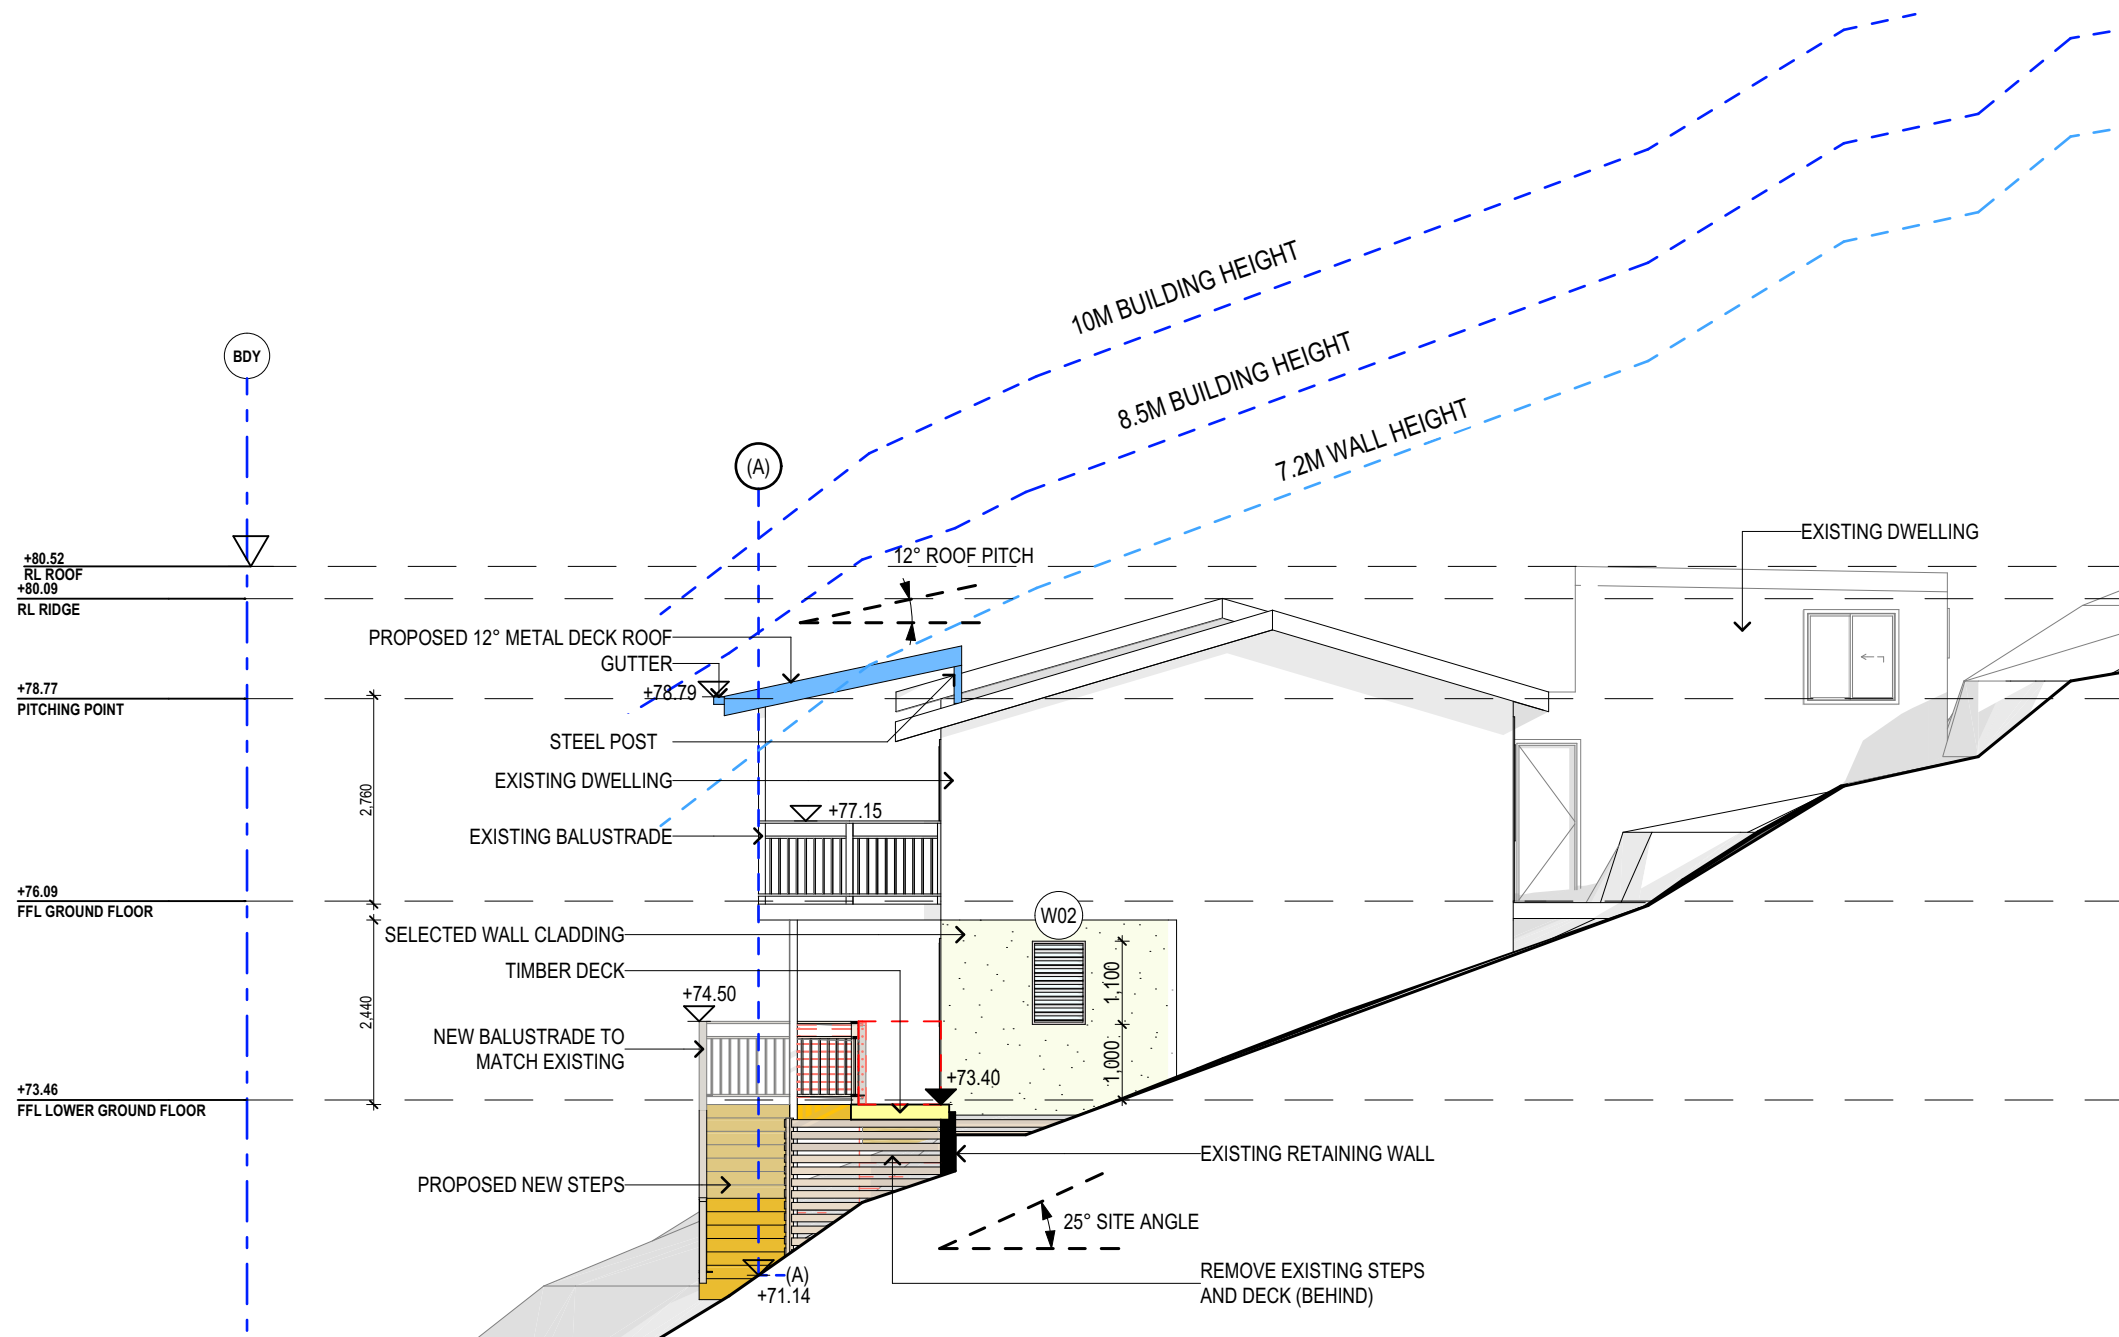 10M BUILDING HEIGHT
8.5M BUILDING HEIGHT
7.2M WALL HEIGHT
BDY
(A)
+80.52
RL ROOF
+80.09
RL RIDGE
+78.77
PITCHING POINT
+76.09
FFL GROUND FLOOR
+73.46
FFL LOWER GROUND FLOOR
2,760
2,440
12° ROOF PITCH
EXISTING DWELLING
PROPOSED 12° METAL DECK ROOF
GUTTER
+78.79
STEEL POST
EXISTING DWELLING
+77.15
EXISTING BALUSTRADE
W02
SELECTED WALL CLADDING
TIMBER DECK
1,100
1,000
+74.50
NEW BALUSTRADE TO
MATCH EXISTING
+73.40
EXISTING RETAINING WALL
PROPOSED NEW STEPS
25° SITE ANGLE
REMOVE EXISTING STEPS
AND DECK (BEHIND)
(A)
+71.14